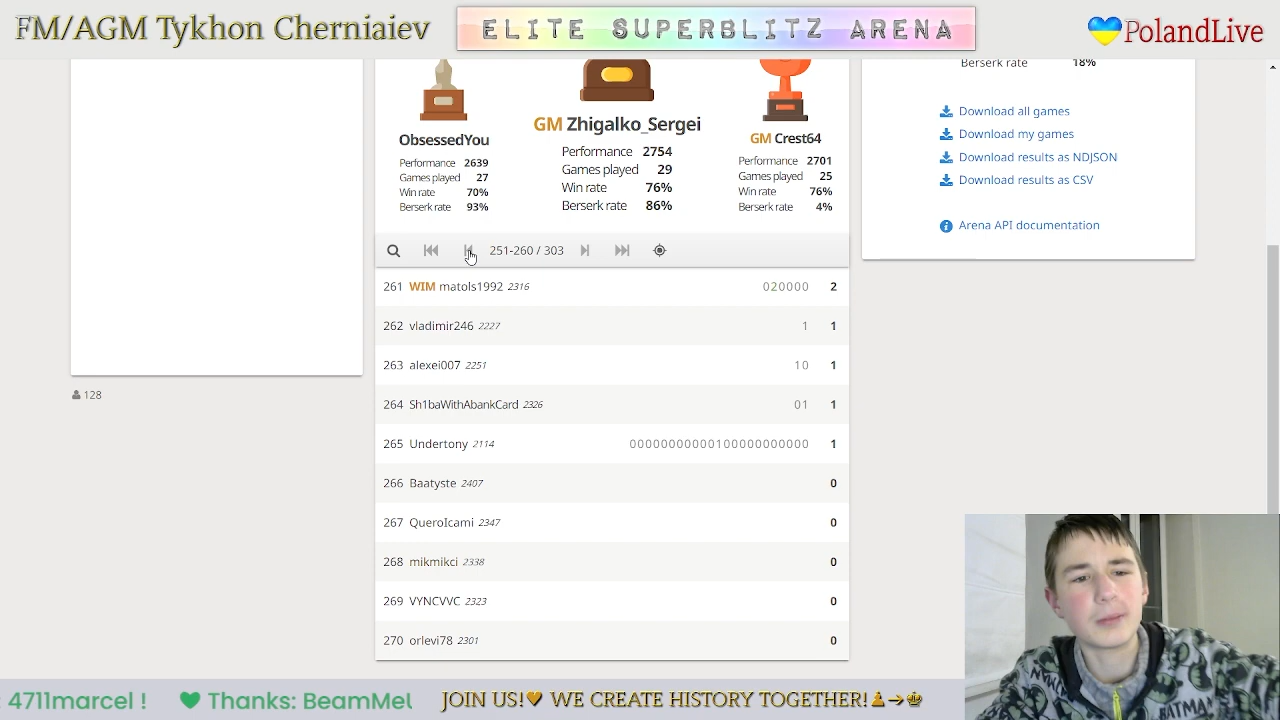 FM/AGM Tykhon Cherniaiev
ELITE SUPERBLITZ ARENA
PolandLive
Berserk rate 18%
Download all games
Download my games
Download results as NDJSON
Download results as CSV
Arena API documentation
ObsessedYou
Performance 2639
Games played 27
Win rate 70%
Berserk rate 93%
GM Zhigalko_Sergei
Performance 2754
Games played 29
Win rate 76%
Berserk rate 86%
GM Crest64
Performance 2701
Games played 25
Win rate 76%
Berserk rate 4%
251-260 / 303
261 WIM matols1992 2316 020000 2
262 vladimir246 2227 1 1
263 alexei007 2251 10 1
264 Sh1baWithAbankCard 2326 01 1
265 Undertony 2114 00000000000100000000000 1
266 Baatyste 2407 0
267 QueroIcami 2347 0
268 mikmikci 2338 0
269 VYNCVVC 2323 0
270 orlevi78 2301 0
128
BATMA
: 4711marcel ! Thanks: BeamMe! JOIN US! WE CREATE HISTORY TOGETHER!